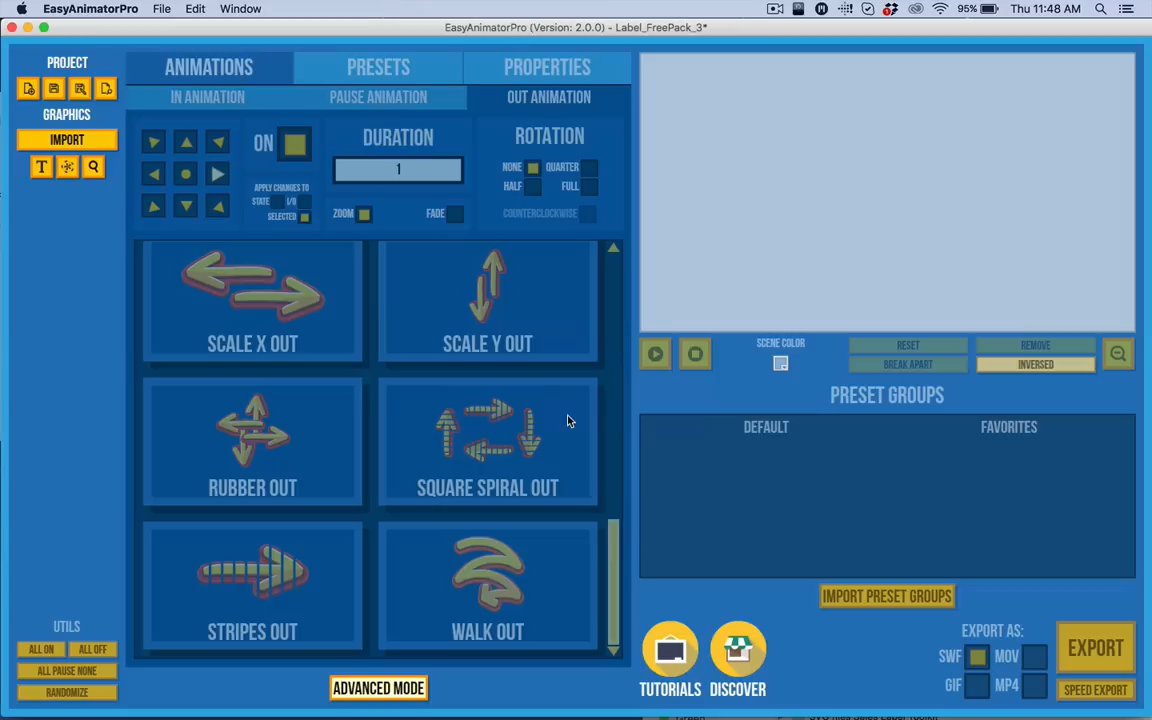 EasyAnimatorPro File Edit Window 95% Thu 11:48 AM
EasyAnimatorPro (Version: 2.0.0) - Label_FreePack_3*
PROJECT
GRAPHICS
IMPORT
T
ANIMATIONS PRESETS PROPERTIES
IN ANIMATION PAUSE ANIMATION OUT ANIMATION
ON
APPLY CHANGES TO
STATE I/O
SELECTED
DURATION
1
ZOOM FADE
ROTATION
NONE QUARTER
HALF FULL
COUNTERCLOCKWISE
SCALE X OUT SCALE Y OUT
RUBBER OUT SQUARE SPIRAL OUT
STRIPES OUT WALK OUT
UTILS
ALL ON ALL OFF
ALL PAUSE NONE
RANDOMIZE
ADVANCED MODE
SCENE COLOR
RESET REMOVE
BREAK APART INVERSED
PRESET GROUPS
DEFAULT FAVORITES
IMPORT PRESET GROUPS
TUTORIALS DISCOVER
EXPORT AS:
SWF MOV
GIF MP4
EXPORT
SPEED EXPORT